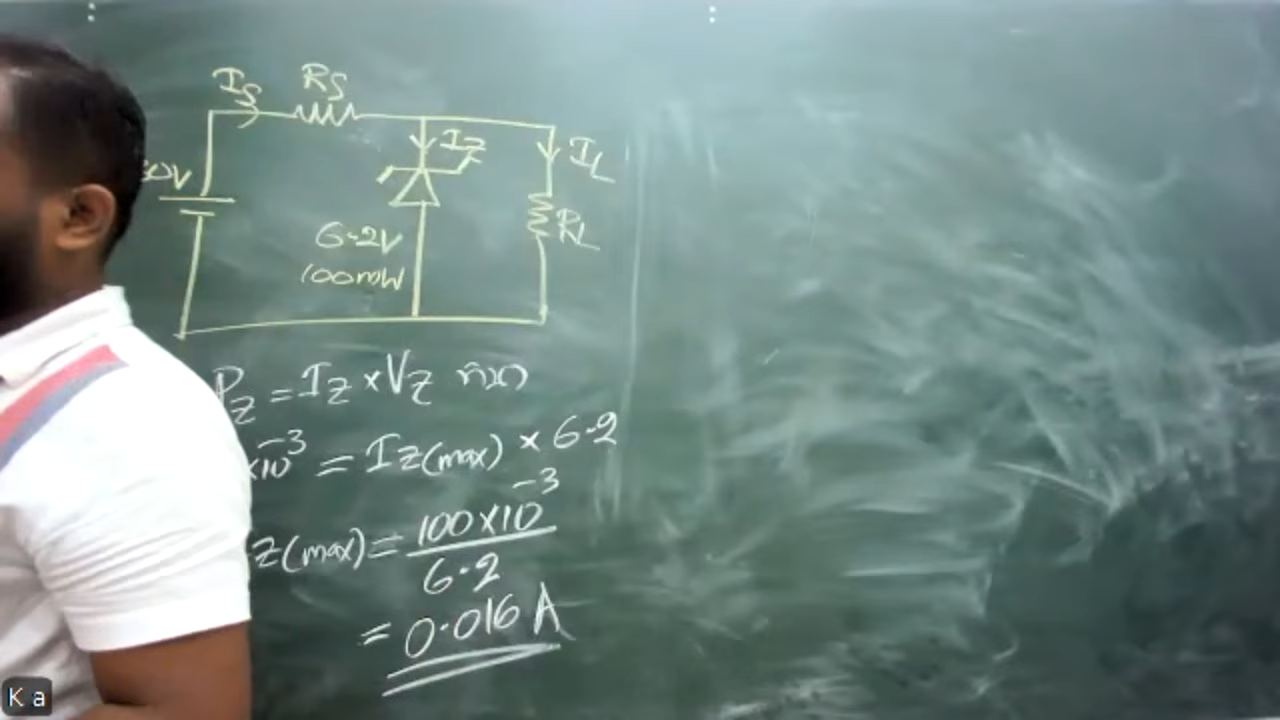 Is
Rs
Iz
IL
0V
RL
6.2V
100mW
Pz = Iz × Vz
×10⁻³ = Iz(max) × 6.2
z(max) = 100×10⁻³ / 6.2
= 0.016 A
K a